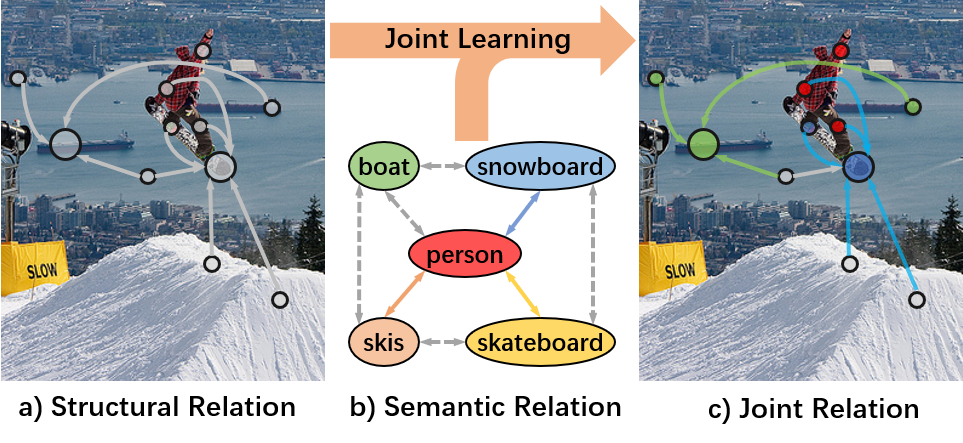 Joint Learning
boat
snowboard
person
skis
skateboard
SLOW
SLOW
a) Structural Relation
b) Semantic Relation
c) Joint Relation